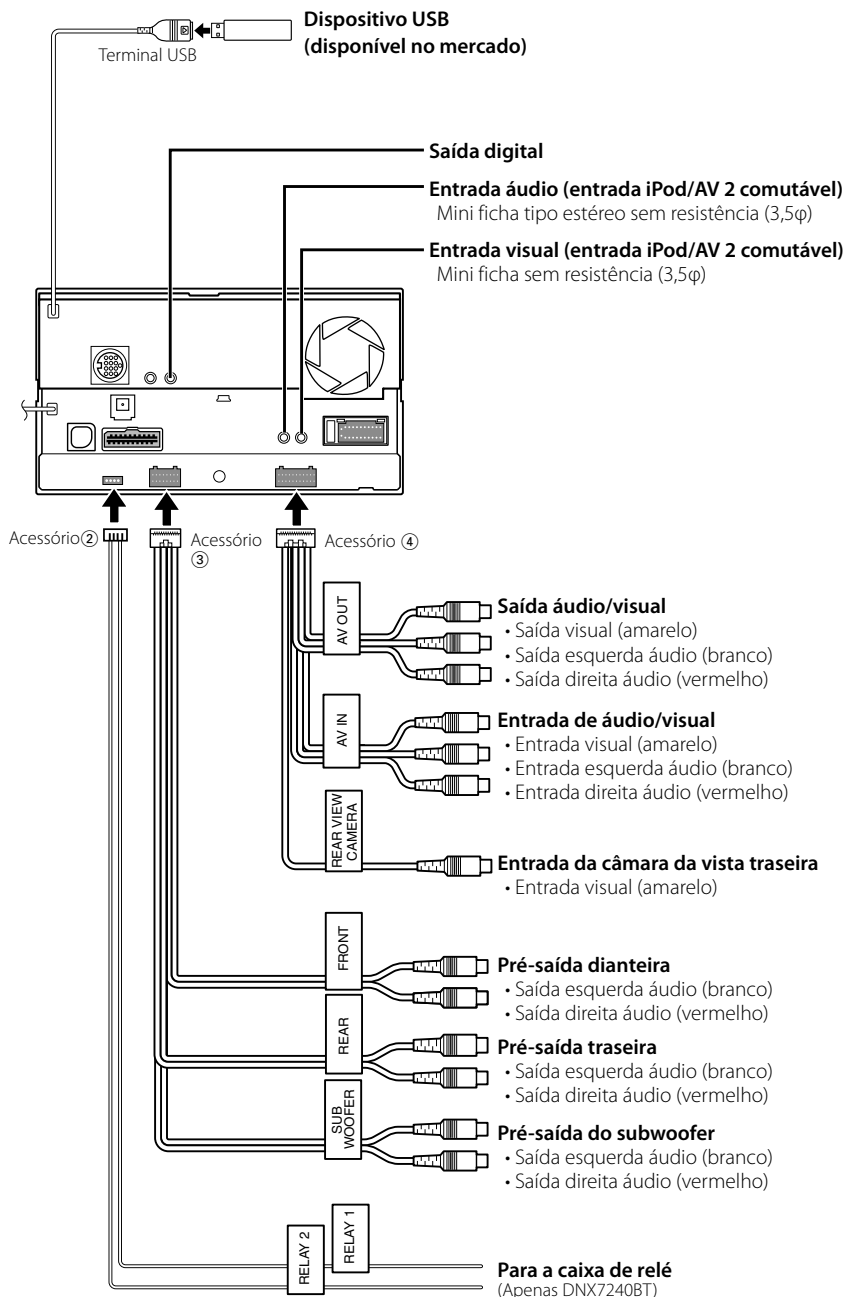 Dispositivo USB
(disponível no mercado)
Terminal USB
Saída digital
Entrada áudio (entrada iPod/AV 2 comutável)
Mini ficha tipo estéreo sem resistência (3,5φ)
Entrada visual (entrada iPod/AV 2 comutável)
Mini ficha sem resistência (3,5φ)
Acessório②
Acessório
③
Acessório ④
AV OUT
Saída áudio/visual
• Saída visual (amarelo)
• Saída esquerda áudio (branco)
• Saída direita áudio (vermelho)
AV IN
Entrada de áudio/visual
• Entrada visual (amarelo)
• Entrada esquerda áudio (branco)
• Entrada direita áudio (vermelho)
REAR VIEW
CAMERA
Entrada da câmara da vista traseira
• Entrada visual (amarelo)
FRONT
Pré-saída dianteira
• Saída esquerda áudio (branco)
• Saída direita áudio (vermelho)
REAR
Pré-saída traseira
• Saída esquerda áudio (branco)
• Saída direita áudio (vermelho)
SUB
WOOFER
Pré-saída do subwoofer
• Saída esquerda áudio (branco)
• Saída direita áudio (vermelho)
RELAY 2
RELAY 1
Para a caixa de relé
(Apenas DNX7240BT)